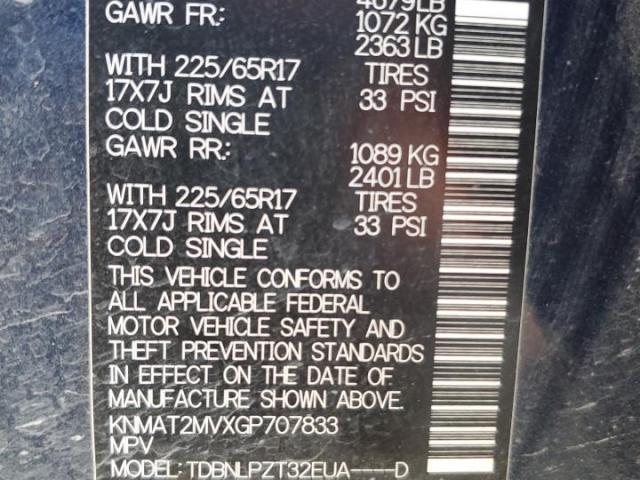 GAWR FR: 1072 KG
2363 LB
WITH 225/65R17 TIRES
17X7J RIMS AT 33 PSI
COLD SINGLE
GAWR RR: 1089 KG
2401 LB
WITH 225/65R17 TIRES
17X7J RIMS AT 33 PSI
COLD SINGLE
THIS VEHICLE CONFORMS TO
ALL APPLICABLE FEDERAL
MOTOR VEHICLE SAFETY AND
THEFT PREVENTION STANDARDS
IN EFFECT ON THE DATE OF
MANUFACTURE SHOWN ABOVE.
KNMAT2MVXGP707833
MPV
MODEL: TDBNLPZT32EUA----D